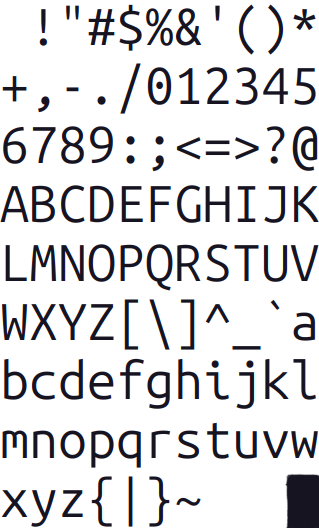 !"#$%&'()*
+,-./012345
6789:;<=>?@
ABCDEFGHIJK
LMNOPQRSTUV
WXYZ[\]^_`a
bcdefghijkl
mnopqrstuvw
xyz{|}~